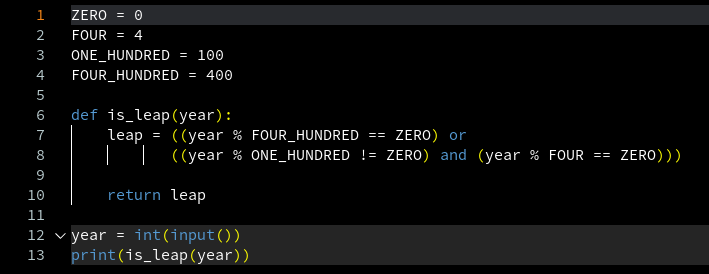 1 ZERO = 0
2 FOUR = 4
3 ONE_HUNDRED = 100
4 FOUR_HUNDRED = 400
5
6 def is_leap(year):
7     leap = ((year % FOUR_HUNDRED == ZERO) or
8            ((year % ONE_HUNDRED != ZERO) and (year % FOUR == ZERO)))
9
10     return leap
11
12 year = int(input())
13 print(is_leap(year))